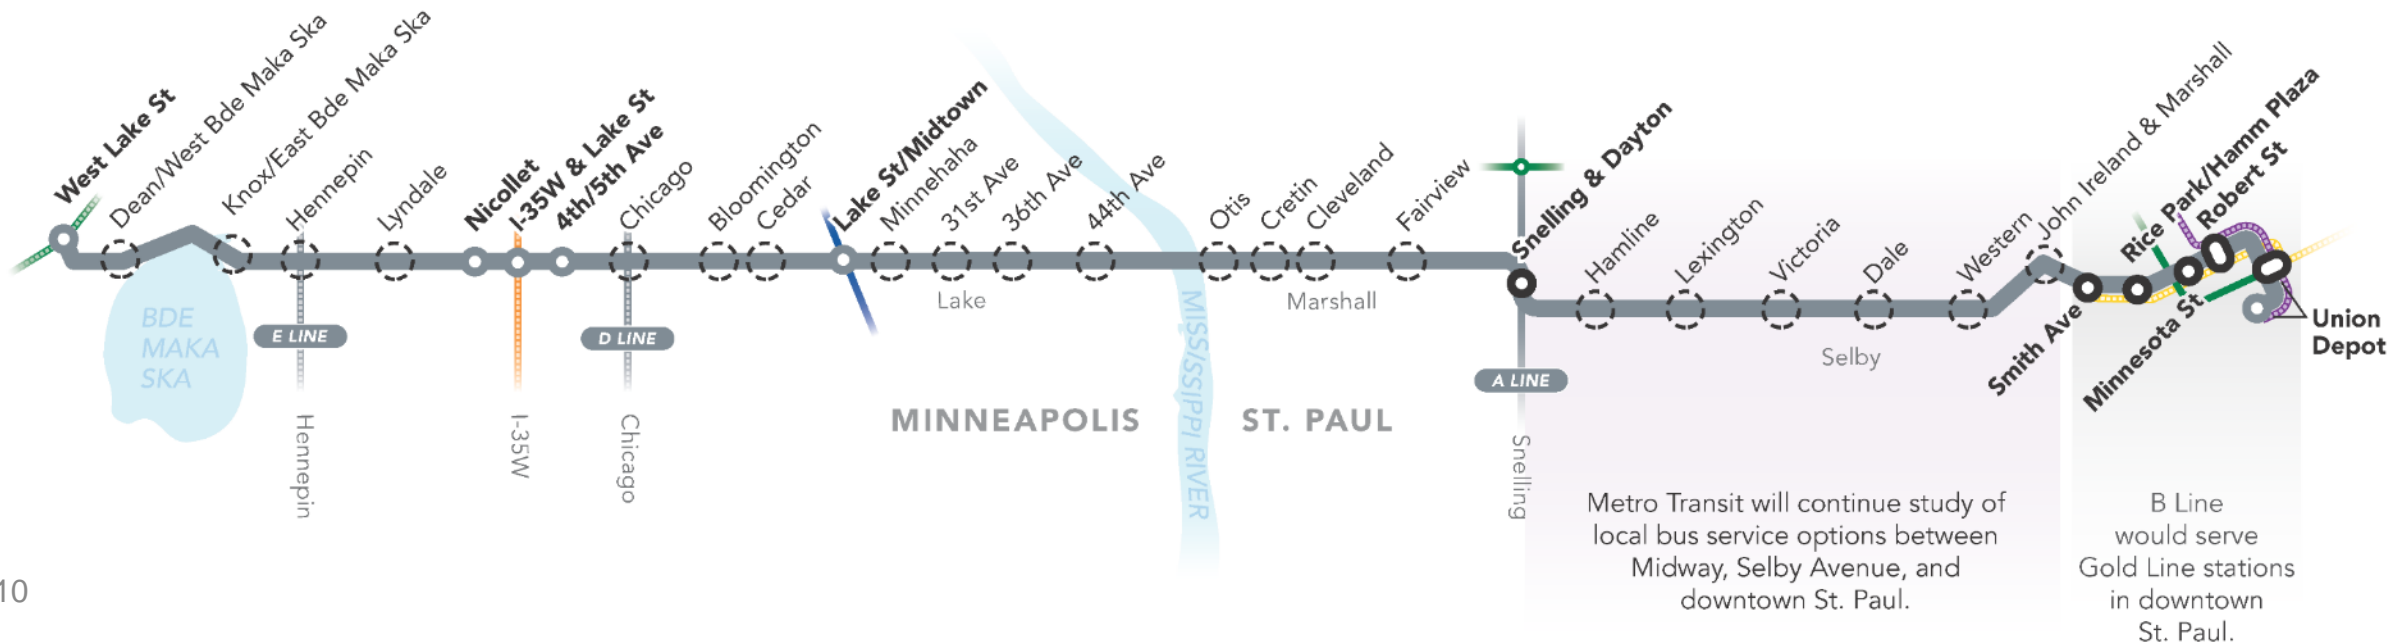 West Lake St
Dean/West Bde Maka Ska
Knox/East Bde Maka Ska
Hennepin
Lyndale
Nicollet
I-35W & Lake St
4th/5th Ave
Chicago
Bloomington
Cedar
Lake St/Midtown
Minnehaha
31st Ave
36th Ave
44th Ave
Otis
Cretin
Cleveland
Fairview
Snelling & Dayton
Hamline
Lexington
Victoria
Dale
Western
John Ireland & Marshall
Smith Ave
Rice Park/Hamm Plaza
Minnesota St
Robert St
Union
Depot
Lake
Marshall
Selby
BDE
MAKA
SKA
E LINE
D LINE
A LINE
Hennepin
I-35W
Chicago
MINNEAPOLIS
MISSISSIPPI RIVER
ST. PAUL
Snelling
Metro Transit will continue study of
local bus service options between
Midway, Selby Avenue, and
downtown St. Paul.
B Line
would serve
Gold Line stations
in downtown
St. Paul.
10